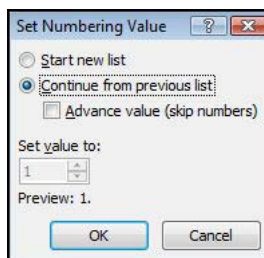 Set Numbering Value
Start new list
Continue from previous list
Advance value (skip numbers)
Set value to:
1
Preview: 1.
OK Cancel